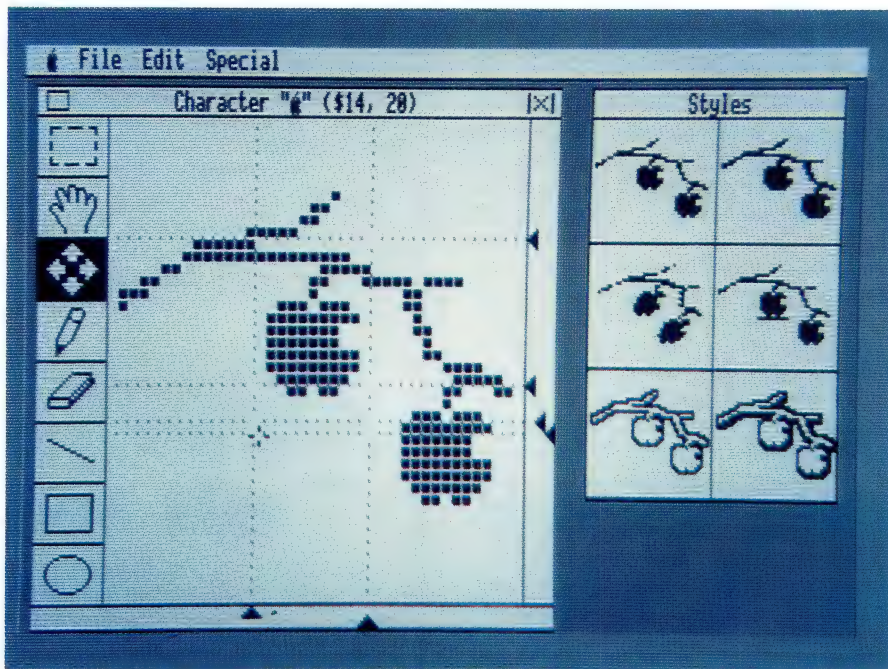 File Edit Special
Character "" ($14, 20)
Styles